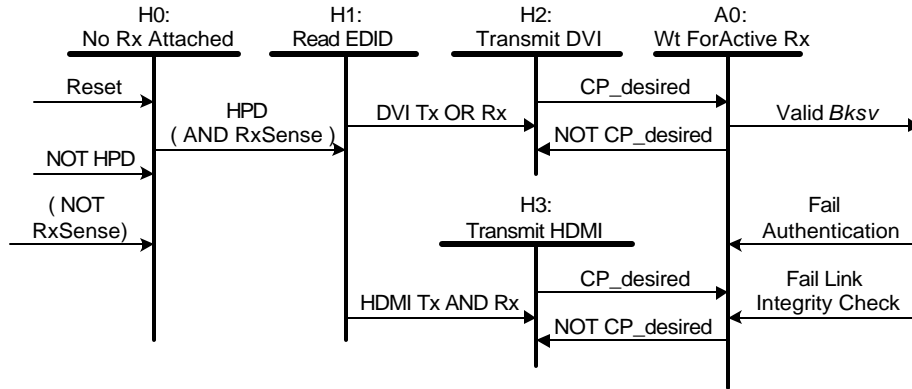 H0:
No Rx Attached
H1:
Read EDID
H2:
Transmit DVI
A0:
Wt ForActive Rx
Reset
HPD
( AND RxSense )
NOT HPD
( NOT
RxSense)
DVI Tx OR Rx
CP_desired
NOT CP_desired
Valid Bksv
H3:
Transmit HDMI
Fail
Authentication
HDMI Tx AND Rx
CP_desired
NOT CP_desired
Fail Link
Integrity Check